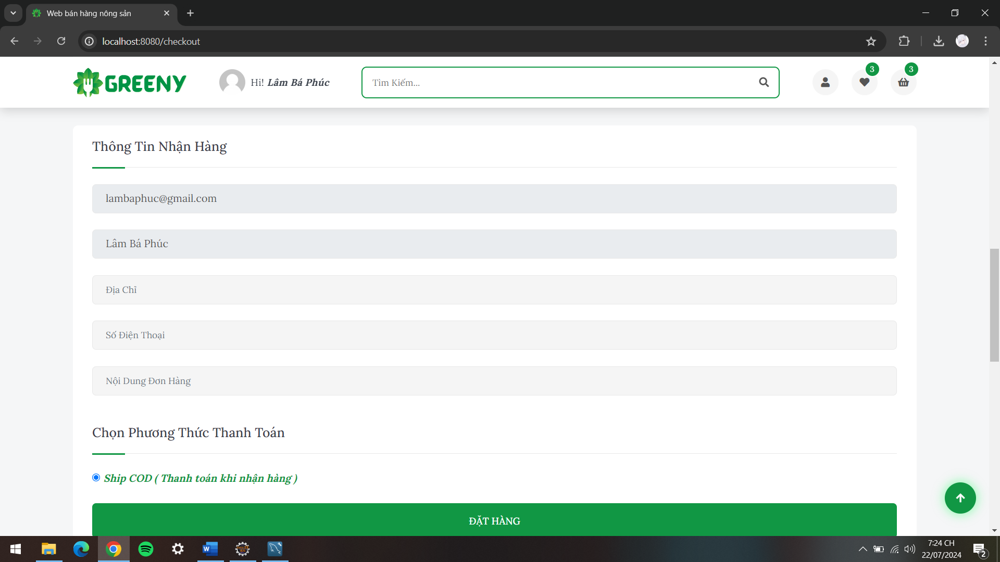 Web bán hàng nông sản
localhost:8080/checkout
GREENY
Hi! Lâm Bá Phúc
Tìm Kiếm...
3
3
Thông Tin Nhận Hàng
lambaphuc@gmail.com
Lâm Bá Phúc
Địa Chỉ
Số Điện Thoại
Nội Dung Đơn Hàng
Chọn Phương Thức Thanh Toán
Ship COD ( Thanh toán khi nhận hàng )
ĐẶT HÀNG
7:24 CH
22/07/2024
2